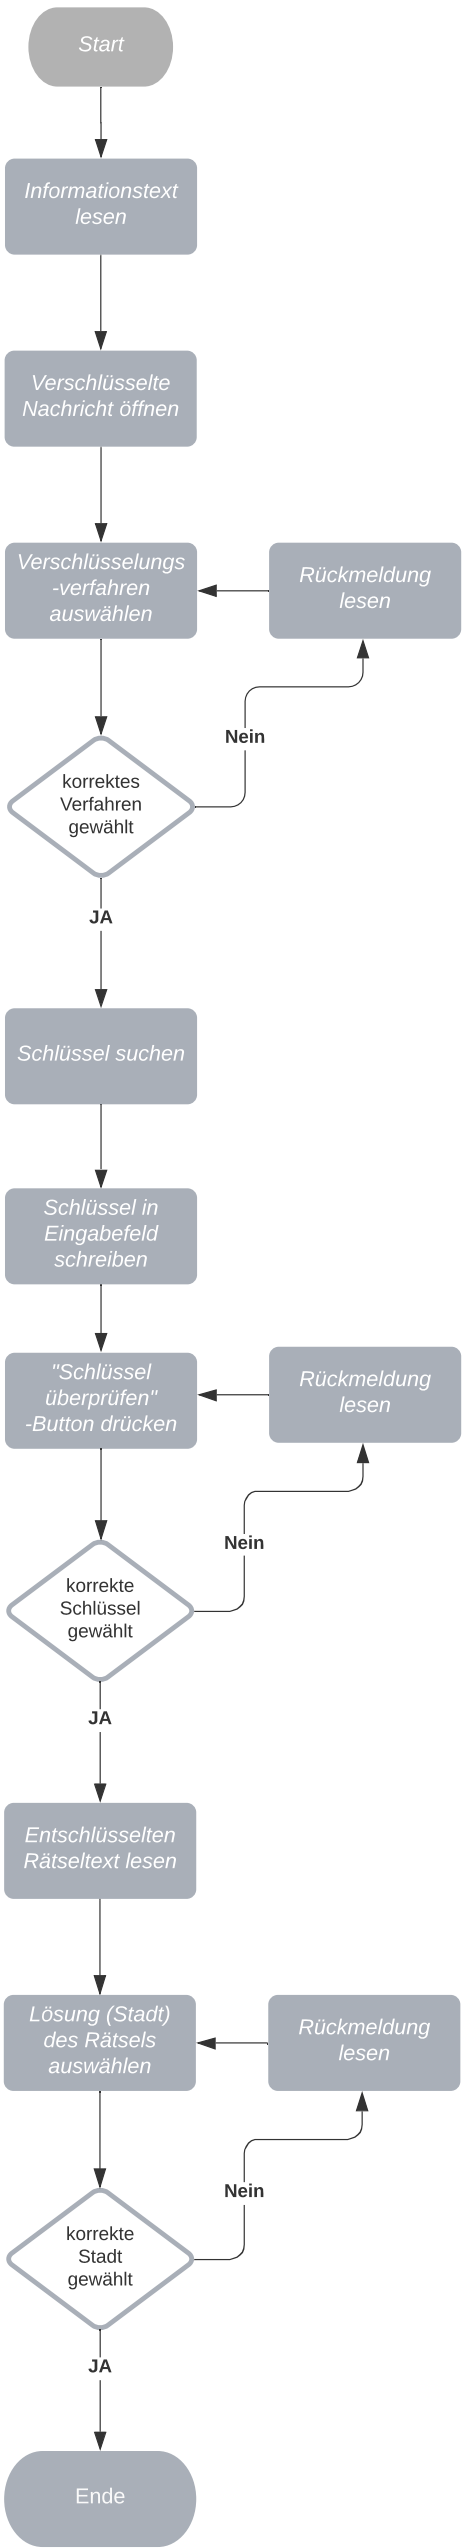 Start
Informationstext
lesen
Verschlüsselte
Nachricht öffnen
Verschlüsselungs
-verfahren
auswählen
Rückmeldung
lesen
Nein
korrektes
Verfahren
gewählt
JA
Schlüssel suchen
Schlüssel in
Eingabefeld
schreiben
"Schlüssel
überprüfen"
-Button drücken
Rückmeldung
lesen
Nein
korrekte
Schlüssel
gewählt
JA
Entschlüsselten
Rätseltext lesen
Lösung (Stadt)
des Rätsels
auswählen
Rückmeldung
lesen
Nein
korrekte
Stadt
gewählt
JA
Ende